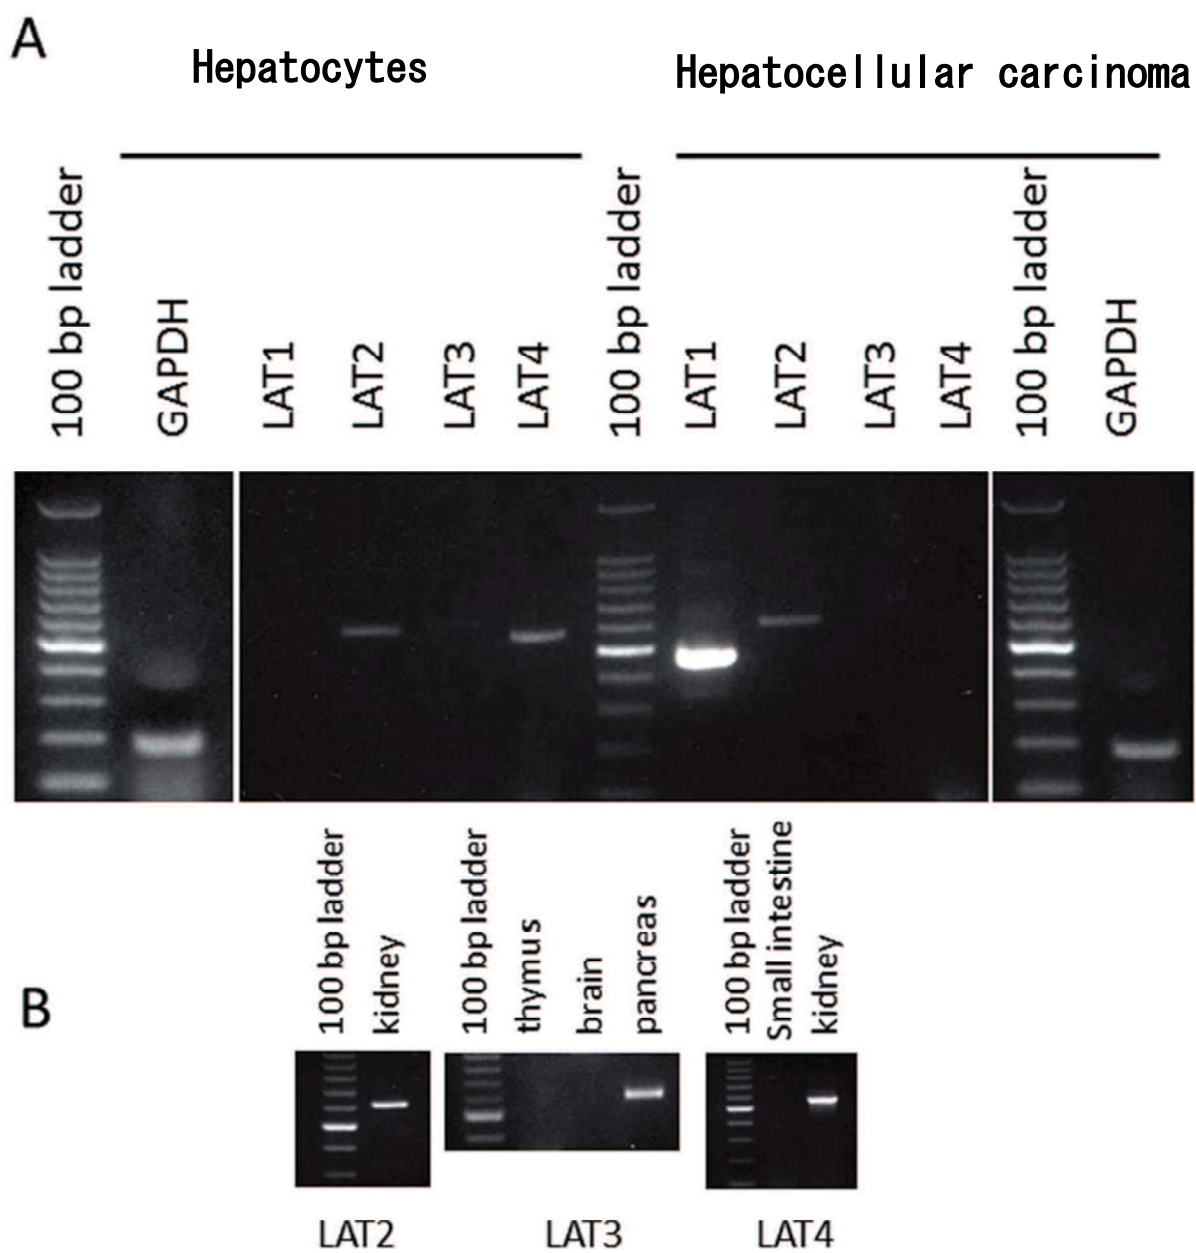 A
Hepatocytes
Hepatocellular carcinoma
100 bp ladder
GAPDH
LAT1
LAT2
LAT3
LAT4
100 bp ladder
LAT1
LAT2
LAT3
LAT4
100 bp ladder
GAPDH
B
100 bp ladder
kidney
100 bp ladder
thymus
brain
pancreas
100 bp ladder
Small intestine
kidney
LAT2
LAT3
LAT4